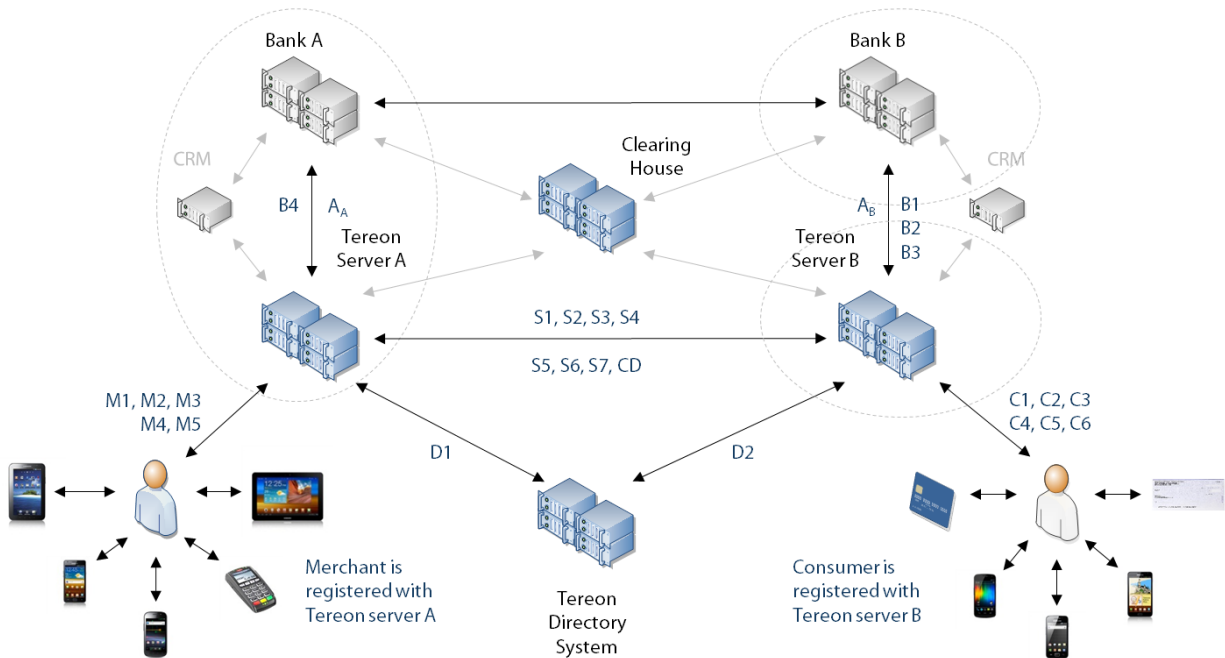 Bank A
Bank B
Clearing
House
CRM
CRM
B4
A_A
A_B
B1
B2
B3
Tereon
Server A
Tereon
Server B
S1, S2, S3, S4
S5, S6, S7, CD
M1, M2, M3
M4, M5
C1, C2, C3
C4, C5, C6
D1
D2
Merchant is
registered with
Tereon server A
Tereon
Directory
System
Consumer is
registered with
Tereon server B